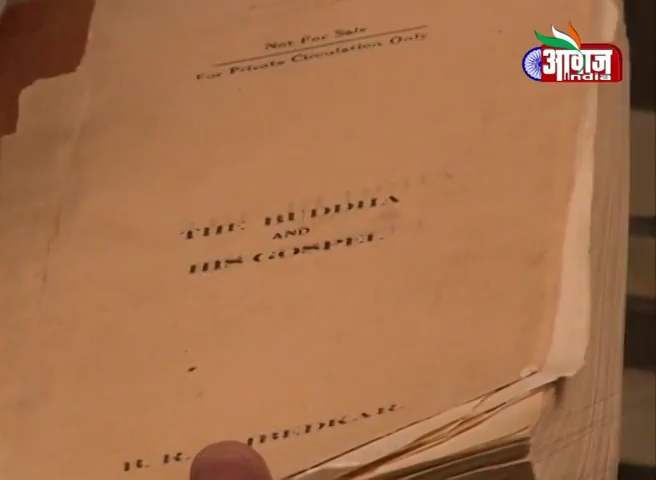 Not For Sale
For Private Circulation Only
आगाज़
India
THE BUDDHA
AND
HIS GOSPEL
B. R.